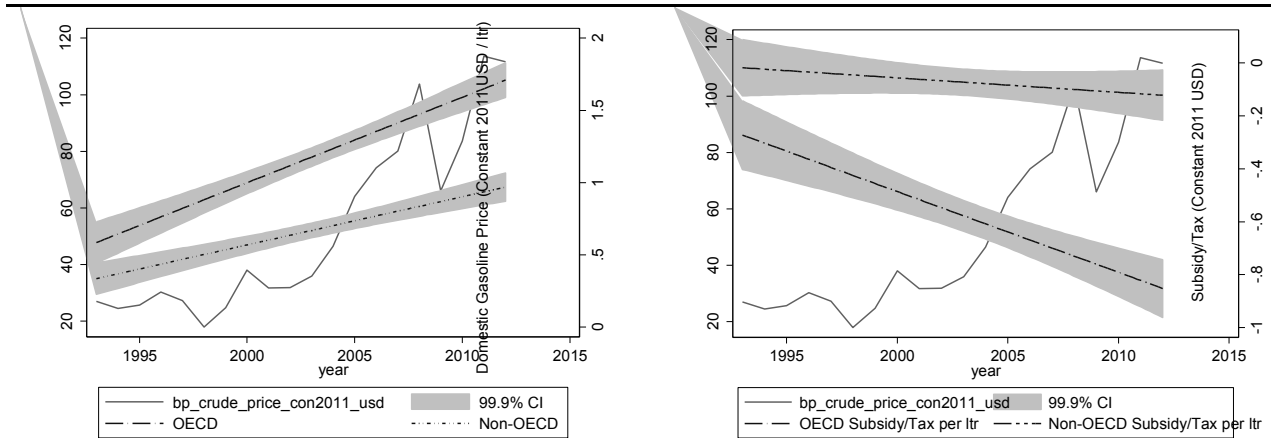 120
100
80
60
40
20
2
1.5
1
.5
0
Domestic Gasoline Price (Constant 2011 USD / ltr)
1995 2000 2005 2010 2015
year
bp_crude_price_con2011_usd 99.9% CI
OECD Non-OECD
120
100
80
60
40
20
0
-.2
-.4
-.6
-.8
-1
Subsidy/Tax (Constant 2011 USD)
1995 2000 2005 2010 2015
year
bp_crude_price_con2011_usd 99.9% CI
OECD Subsidy/Tax per ltr Non-OECD Subsidy/Tax per ltr